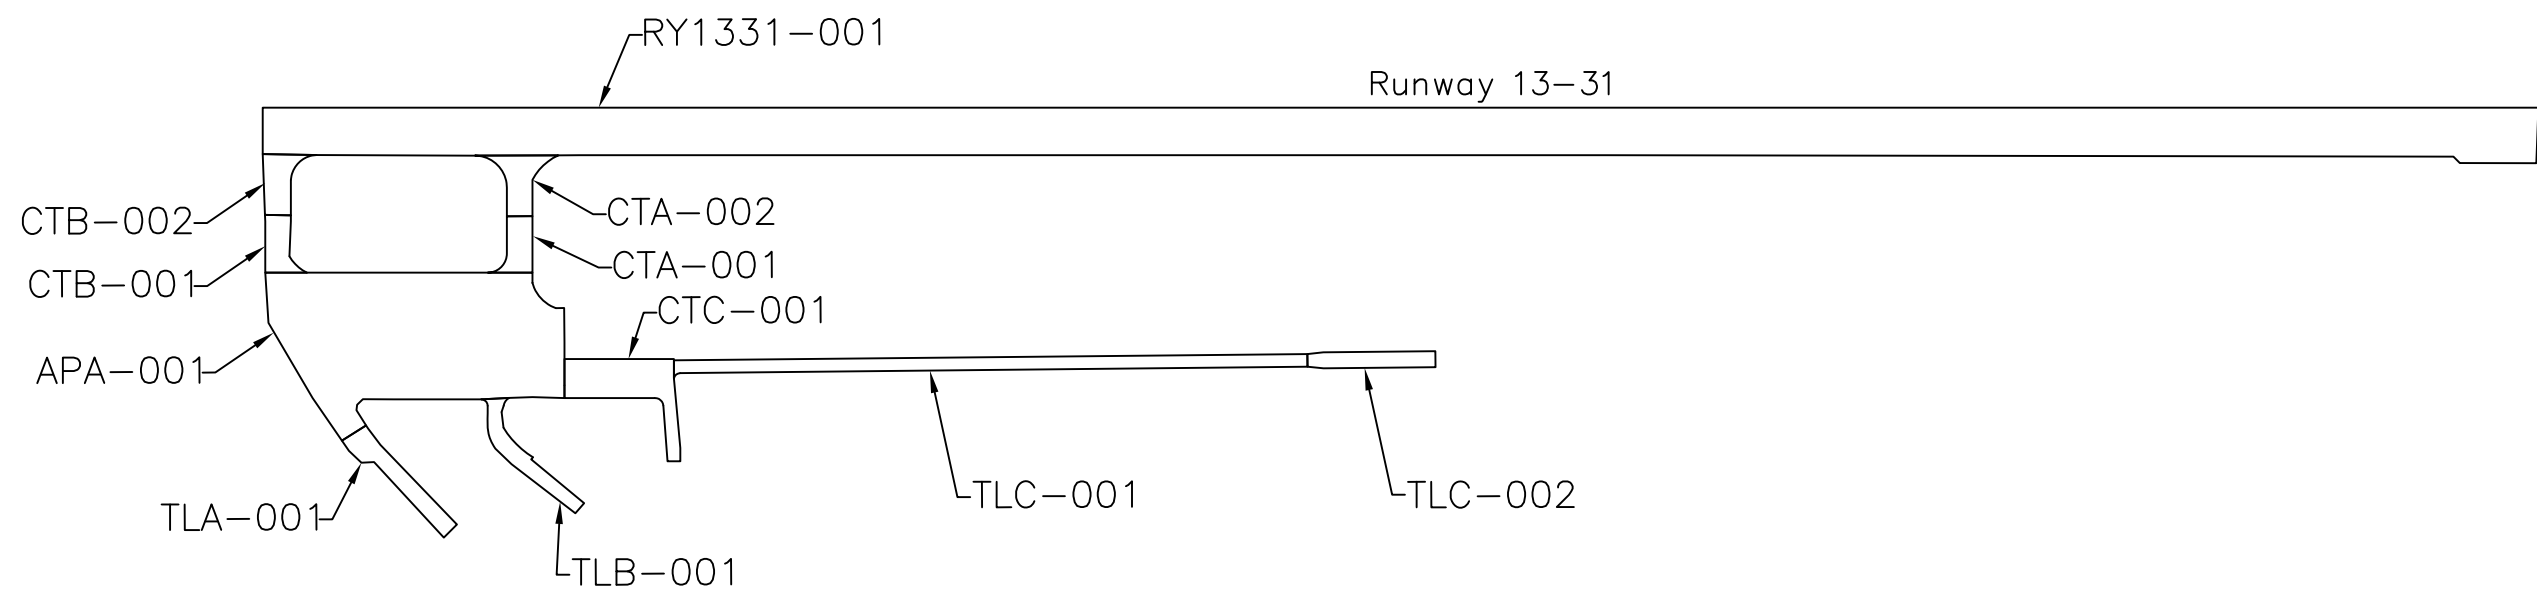 RY1331-001
Runway 13-31
CTB-002
CTA-002
CTA-001
CTB-001
CTC-001
APA-001
TLC-001
TLC-002
TLA-001
TLB-001